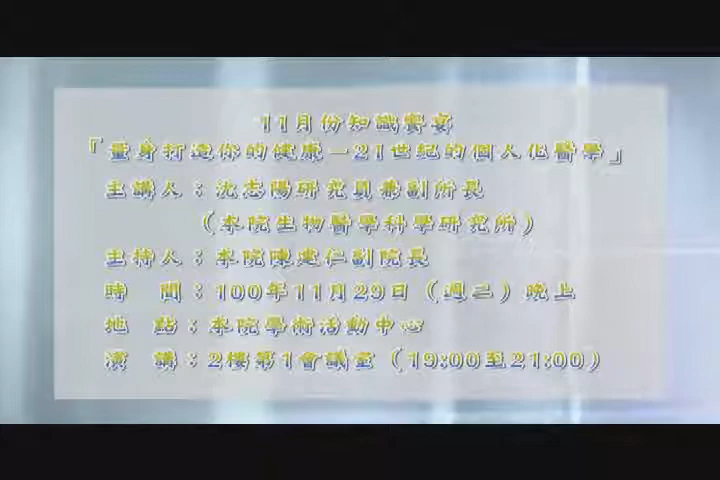 11月份知識饗宴
「量身打造你的健康－21世紀的個人化醫學」
主講人：沈志陽研究員兼副所長
（本院生物醫學科學研究所）
主持人：本院陳建仁副院長
時　間：100年11月29日（週二）晚上
地　點：本院學術活動中心
演　講：2樓第1會議室（19:00至21:00）